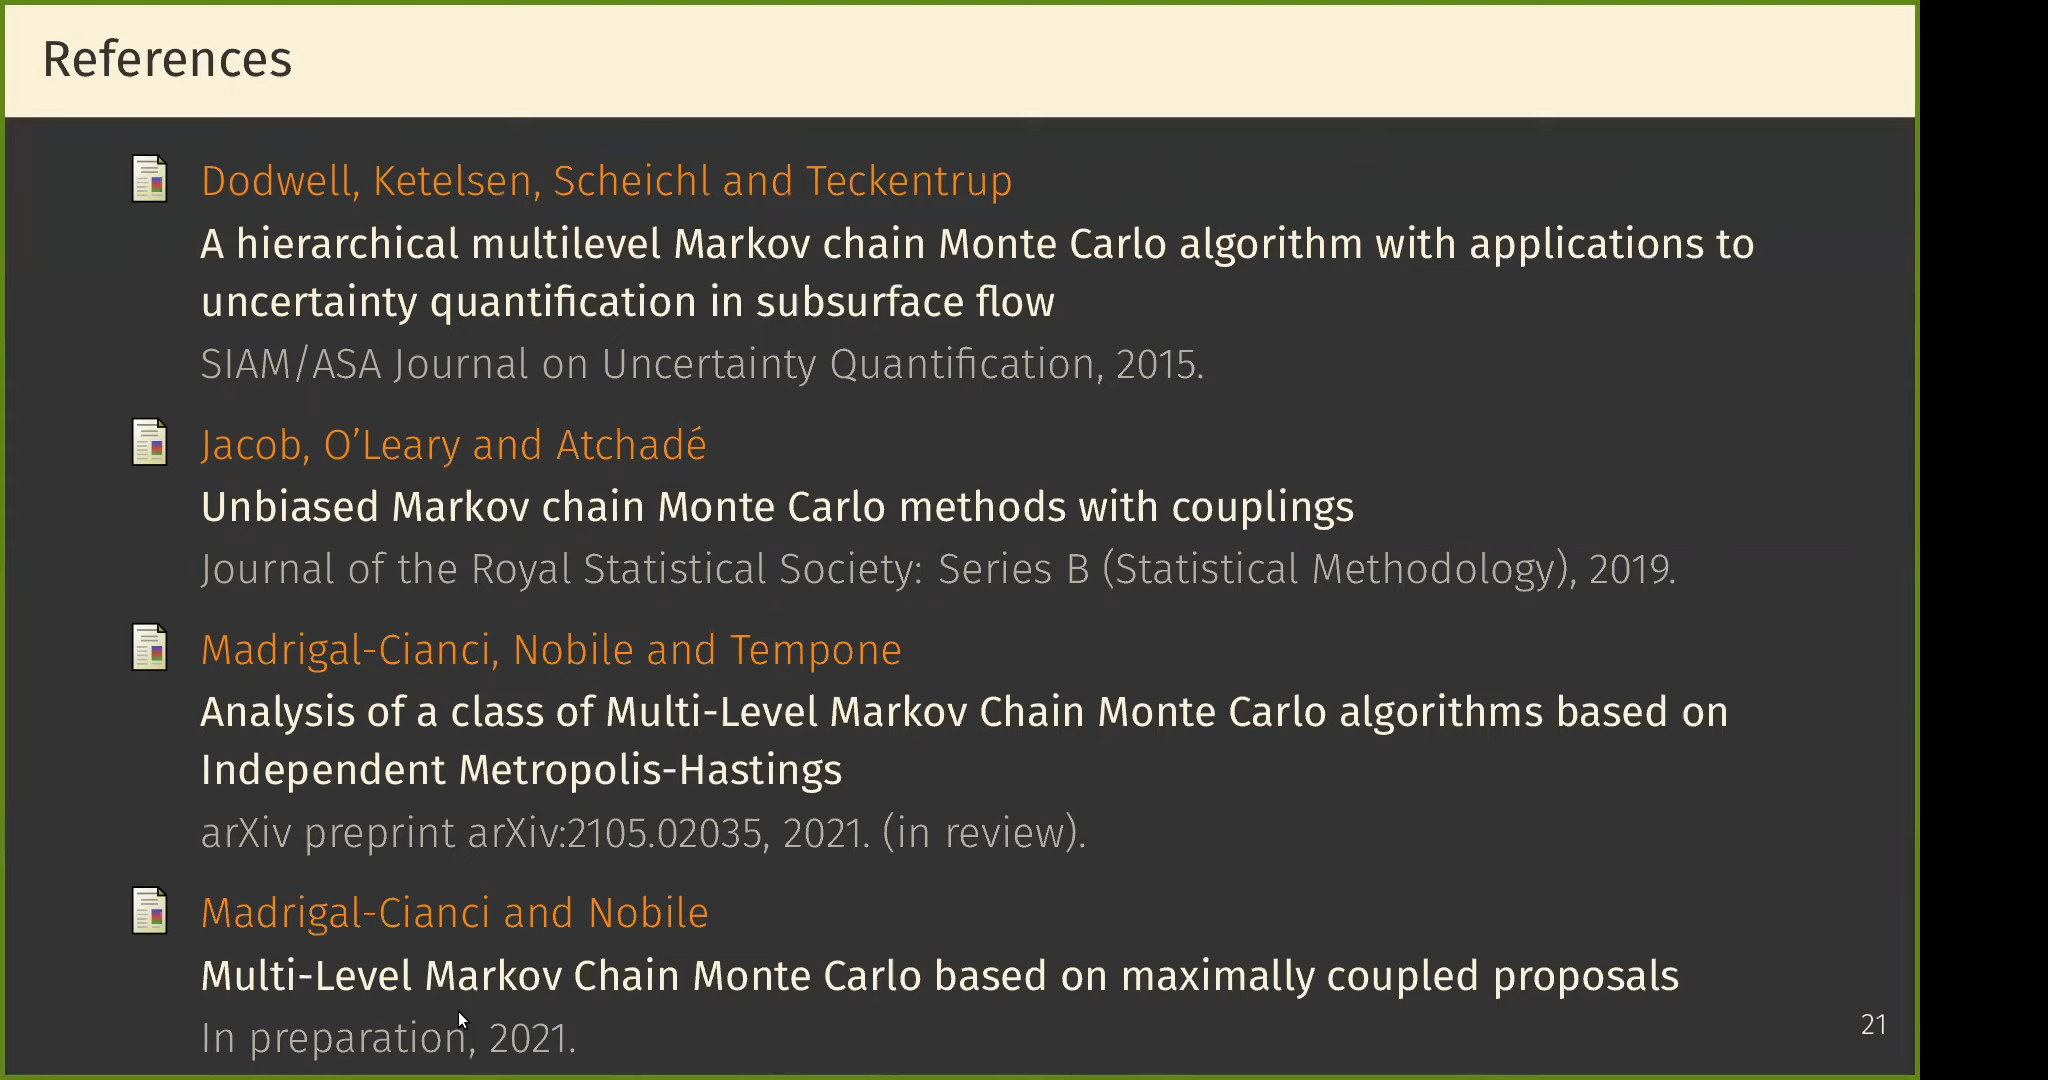 References
Dodwell, Ketelsen, Scheichl and Teckentrup
A hierarchical multilevel Markov chain Monte Carlo algorithm with applications to
uncertainty quantification in subsurface flow
SIAM/ASA Journal on Uncertainty Quantification, 2015.
Jacob, O’Leary and Atchadé
Unbiased Markov chain Monte Carlo methods with couplings
Journal of the Royal Statistical Society: Series B (Statistical Methodology), 2019.
Madrigal-Cianci, Nobile and Tempone
Analysis of a class of Multi-Level Markov Chain Monte Carlo algorithms based on
Independent Metropolis-Hastings
arXiv preprint arXiv:2105.02035, 2021. (in review).
Madrigal-Cianci and Nobile
Multi-Level Markov Chain Monte Carlo based on maximally coupled proposals
In preparation, 2021.
21